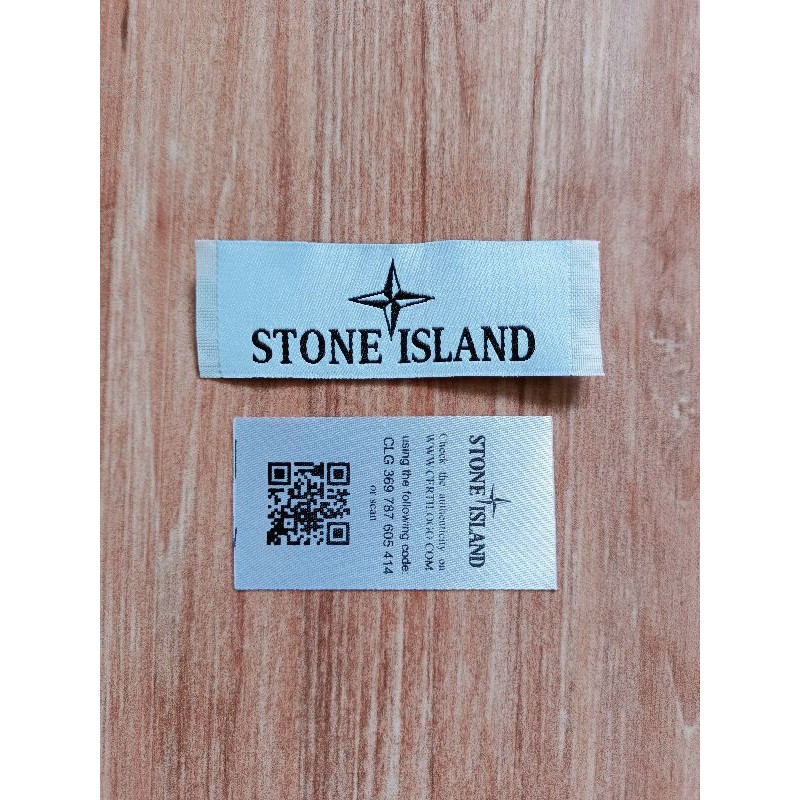 STONE ISLAND
STONE ISLAND
Check the authenticity on
WWW.CERTILOGO.COM
using the following code:
CLG 369 787 605 414
or scan